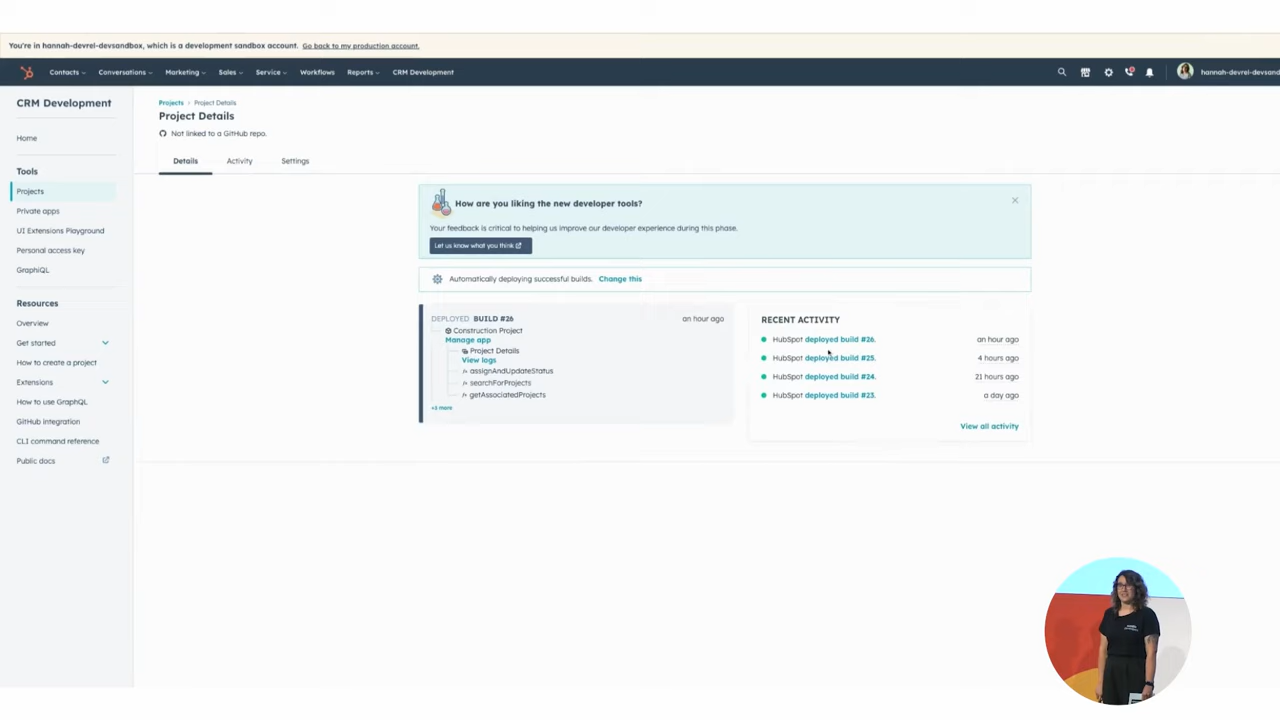 You're in hannah-devrel-devsandbox, which is a development sandbox account. Go back to my production account.
Contacts Conversations Marketing Sales Service Workflows Reports CRM Development hannah-devrel-devsand
CRM Development
Home
Tools
Projects
Private apps
UI Extensions Playground
Personal access key
GraphiQL
Resources
Overview
Get started
How to create a project
Extensions
How to use GraphQL
GitHub integration
CLI command reference
Public docs
Projects > Project Details
Project Details
Not linked to a GitHub repo.
Details Activity Settings
How are you liking the new developer tools?
Your feedback is critical to helping us improve our developer experience during this phase.
Let us know what you think
Automatically deploying successful builds. Change this
DEPLOYED BUILD #26 an hour ago
Construction Project
Manage app
Project Details
View logs
assignAndUpdateStatus
searchForProjects
getAssociatedProjects
RECENT ACTIVITY
HubSpot deployed build #26. an hour ago
HubSpot deployed build #25. 4 hours ago
HubSpot deployed build #24. 21 hours ago
HubSpot deployed build #23. a day ago
View all activity